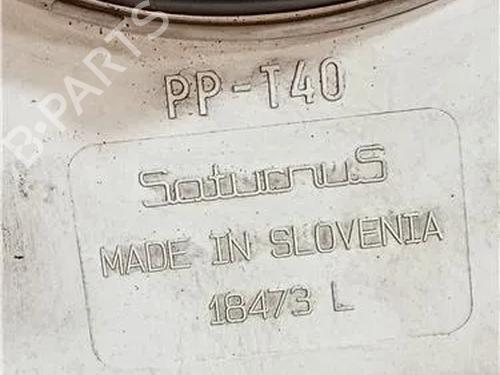 B-PARTS
PP-T40
SaturnuS
MADE IN SLOVENIA
18473 L